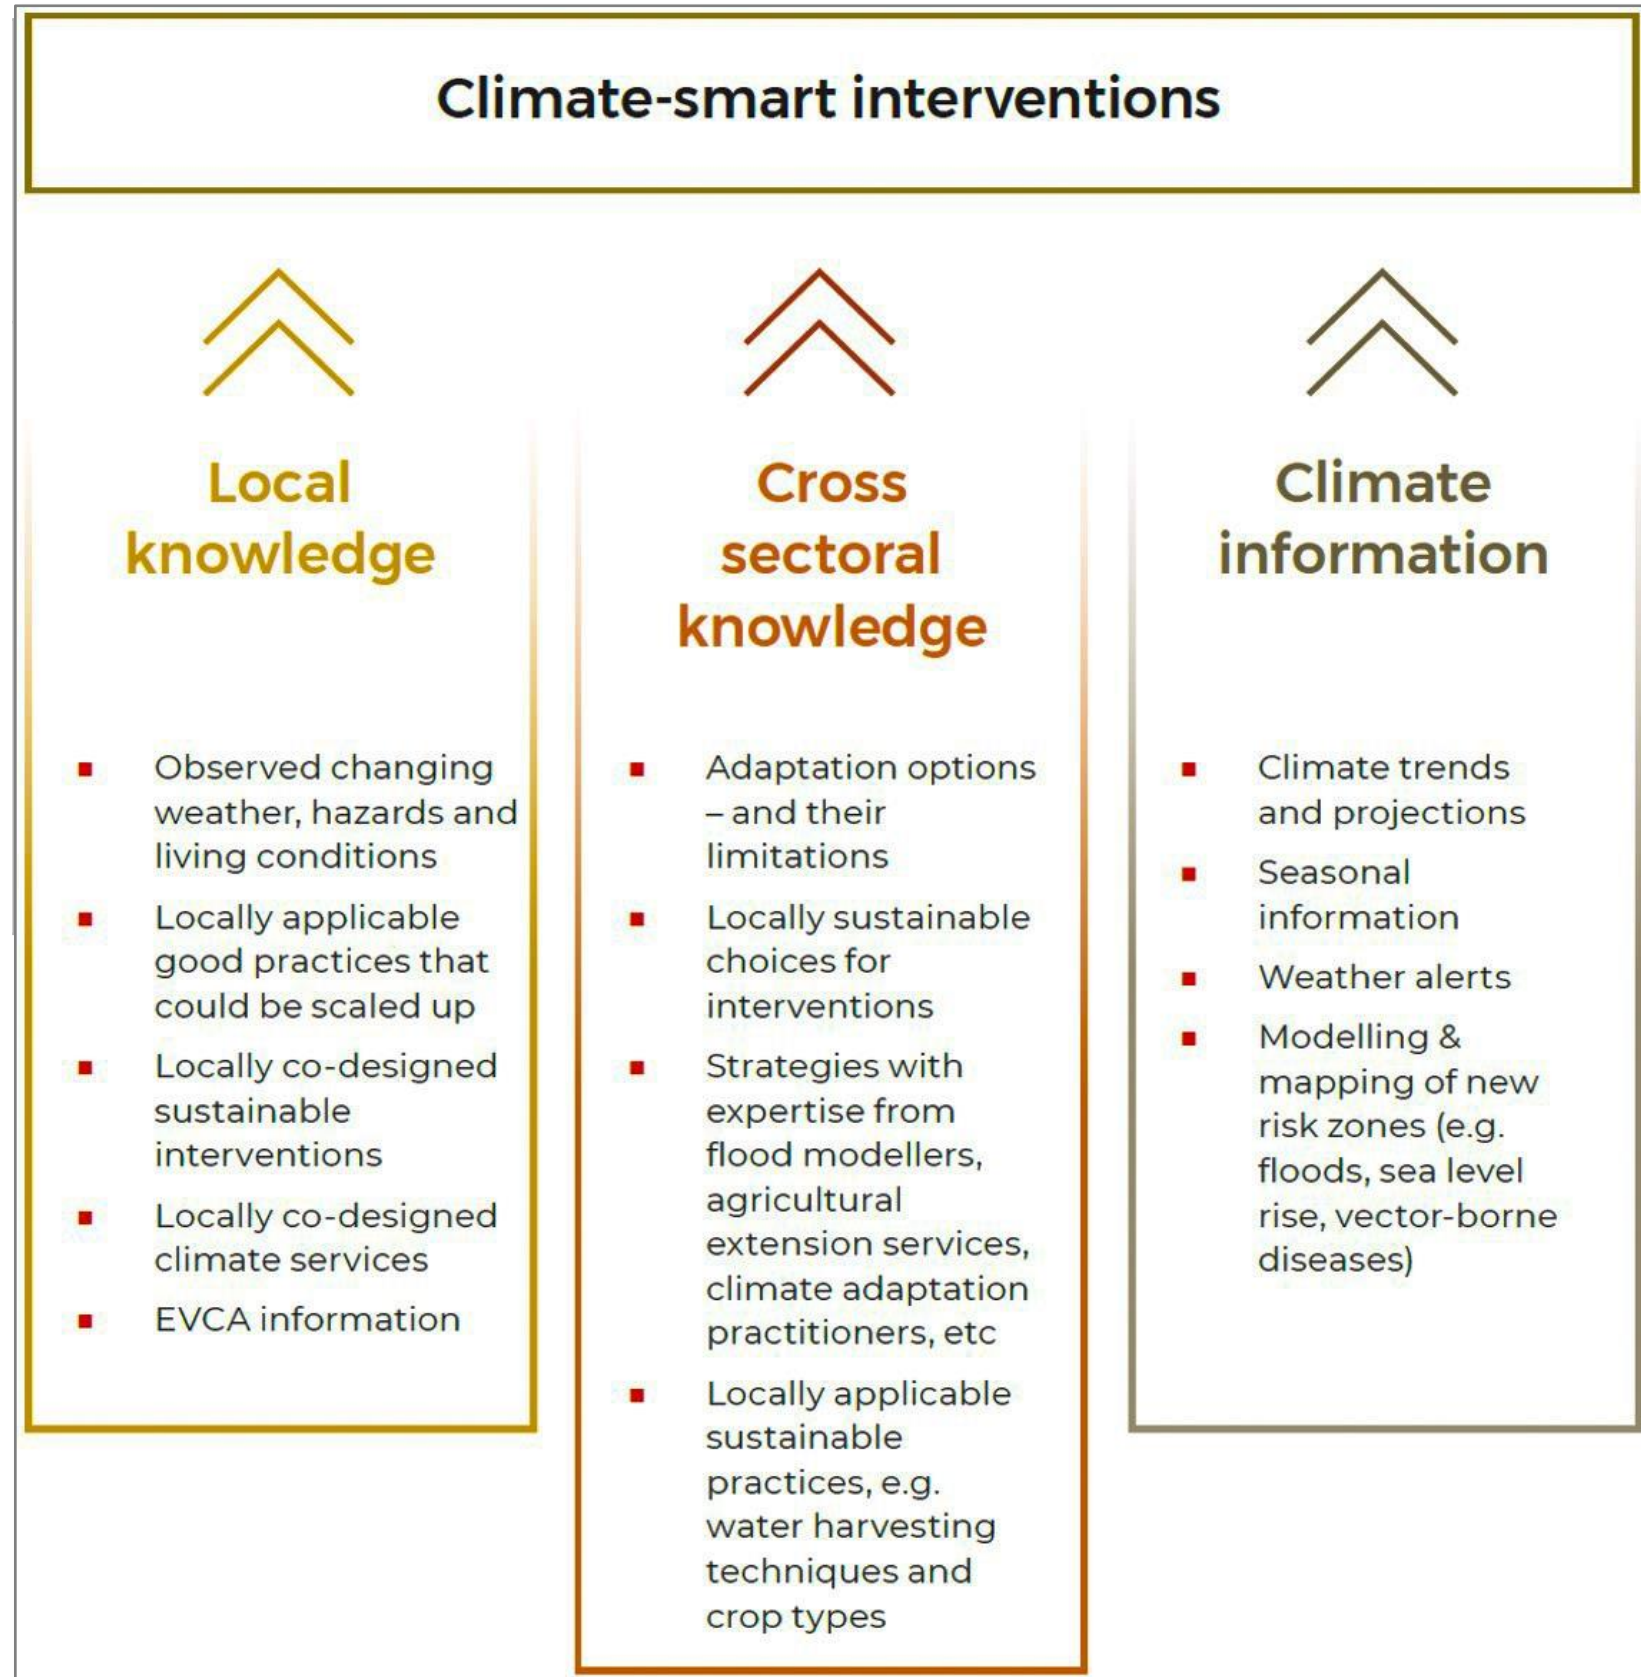 Climate-smart interventions
Local
knowledge
▪ Observed changing
weather, hazards and
living conditions
▪ Locally applicable
good practices that
could be scaled up
▪ Locally co-designed
sustainable
interventions
▪ Locally co-designed
climate services
▪ EVCA information
Cross
sectoral
knowledge
▪ Adaptation options
– and their
limitations
▪ Locally sustainable
choices for
interventions
▪ Strategies with
expertise from
flood modellers,
agricultural
extension services,
climate adaptation
practitioners, etc
▪ Locally applicable
sustainable
practices, e.g.
water harvesting
techniques and
crop types
Climate
information
▪ Climate trends
and projections
▪ Seasonal
information
▪ Weather alerts
▪ Modelling &
mapping of new
risk zones (e.g.
floods, sea level
rise, vector-borne
diseases)